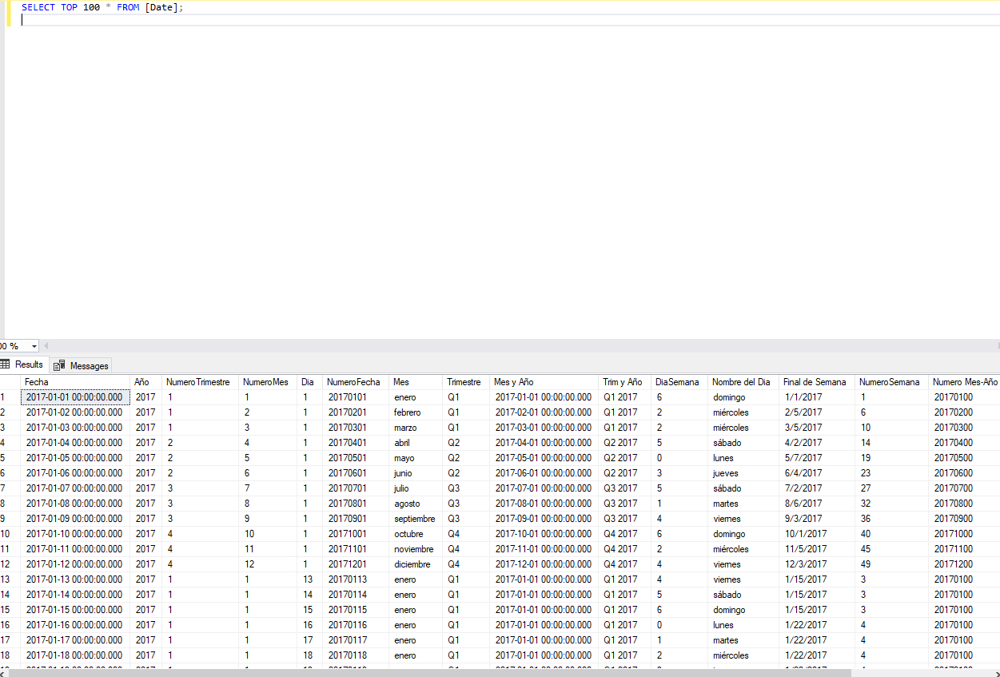 SELECT TOP 100 * FROM [Date];
00 %
Results Messages
Fecha Año NumeroTrimestre NumeroMes Dia NumeroFecha Mes Trimestre Mes y Año Trim y Año DiaSemana Nombre del Dia Final de Semana NumeroSemana Numero Mes-Año
1 2017-01-01 00:00:00.000 2017 1 1 1 20170101 enero Q1 2017-01-01 00:00:00.000 Q1 2017 6 domingo 1/1/2017 1 20170100
2 2017-01-02 00:00:00.000 2017 1 2 1 20170201 febrero Q1 2017-02-01 00:00:00.000 Q1 2017 2 miércoles 2/5/2017 6 20170200
3 2017-01-03 00:00:00.000 2017 1 3 1 20170301 marzo Q1 2017-03-01 00:00:00.000 Q1 2017 2 miércoles 3/5/2017 10 20170300
4 2017-01-04 00:00:00.000 2017 2 4 1 20170401 abril Q2 2017-04-01 00:00:00.000 Q2 2017 5 sábado 4/2/2017 14 20170400
5 2017-01-05 00:00:00.000 2017 2 5 1 20170501 mayo Q2 2017-05-01 00:00:00.000 Q2 2017 0 lunes 5/7/2017 19 20170500
6 2017-01-06 00:00:00.000 2017 2 6 1 20170601 junio Q2 2017-06-01 00:00:00.000 Q2 2017 3 jueves 6/4/2017 23 20170600
7 2017-01-07 00:00:00.000 2017 3 7 1 20170701 julio Q3 2017-07-01 00:00:00.000 Q3 2017 5 sábado 7/2/2017 27 20170700
8 2017-01-08 00:00:00.000 2017 3 8 1 20170801 agosto Q3 2017-08-01 00:00:00.000 Q3 2017 1 martes 8/6/2017 32 20170800
9 2017-01-09 00:00:00.000 2017 3 9 1 20170901 septiembre Q3 2017-09-01 00:00:00.000 Q3 2017 4 viernes 9/3/2017 36 20170900
10 2017-01-10 00:00:00.000 2017 4 10 1 20171001 octubre Q4 2017-10-01 00:00:00.000 Q4 2017 6 domingo 10/1/2017 40 20171000
11 2017-01-11 00:00:00.000 2017 4 11 1 20171101 noviembre Q4 2017-11-01 00:00:00.000 Q4 2017 2 miércoles 11/5/2017 45 20171100
12 2017-01-12 00:00:00.000 2017 4 12 1 20171201 diciembre Q4 2017-12-01 00:00:00.000 Q4 2017 4 viernes 12/3/2017 49 20171200
13 2017-01-13 00:00:00.000 2017 1 1 13 20170113 enero Q1 2017-01-01 00:00:00.000 Q1 2017 4 viernes 1/15/2017 3 20170100
14 2017-01-14 00:00:00.000 2017 1 1 14 20170114 enero Q1 2017-01-01 00:00:00.000 Q1 2017 5 sábado 1/15/2017 3 20170100
15 2017-01-15 00:00:00.000 2017 1 1 15 20170115 enero Q1 2017-01-01 00:00:00.000 Q1 2017 6 domingo 1/15/2017 3 20170100
16 2017-01-16 00:00:00.000 2017 1 1 16 20170116 enero Q1 2017-01-01 00:00:00.000 Q1 2017 0 lunes 1/22/2017 4 20170100
17 2017-01-17 00:00:00.000 2017 1 1 17 20170117 enero Q1 2017-01-01 00:00:00.000 Q1 2017 1 martes 1/22/2017 4 20170100
18 2017-01-18 00:00:00.000 2017 1 1 18 20170118 enero Q1 2017-01-01 00:00:00.000 Q1 2017 2 miércoles 1/22/2017 4 20170100